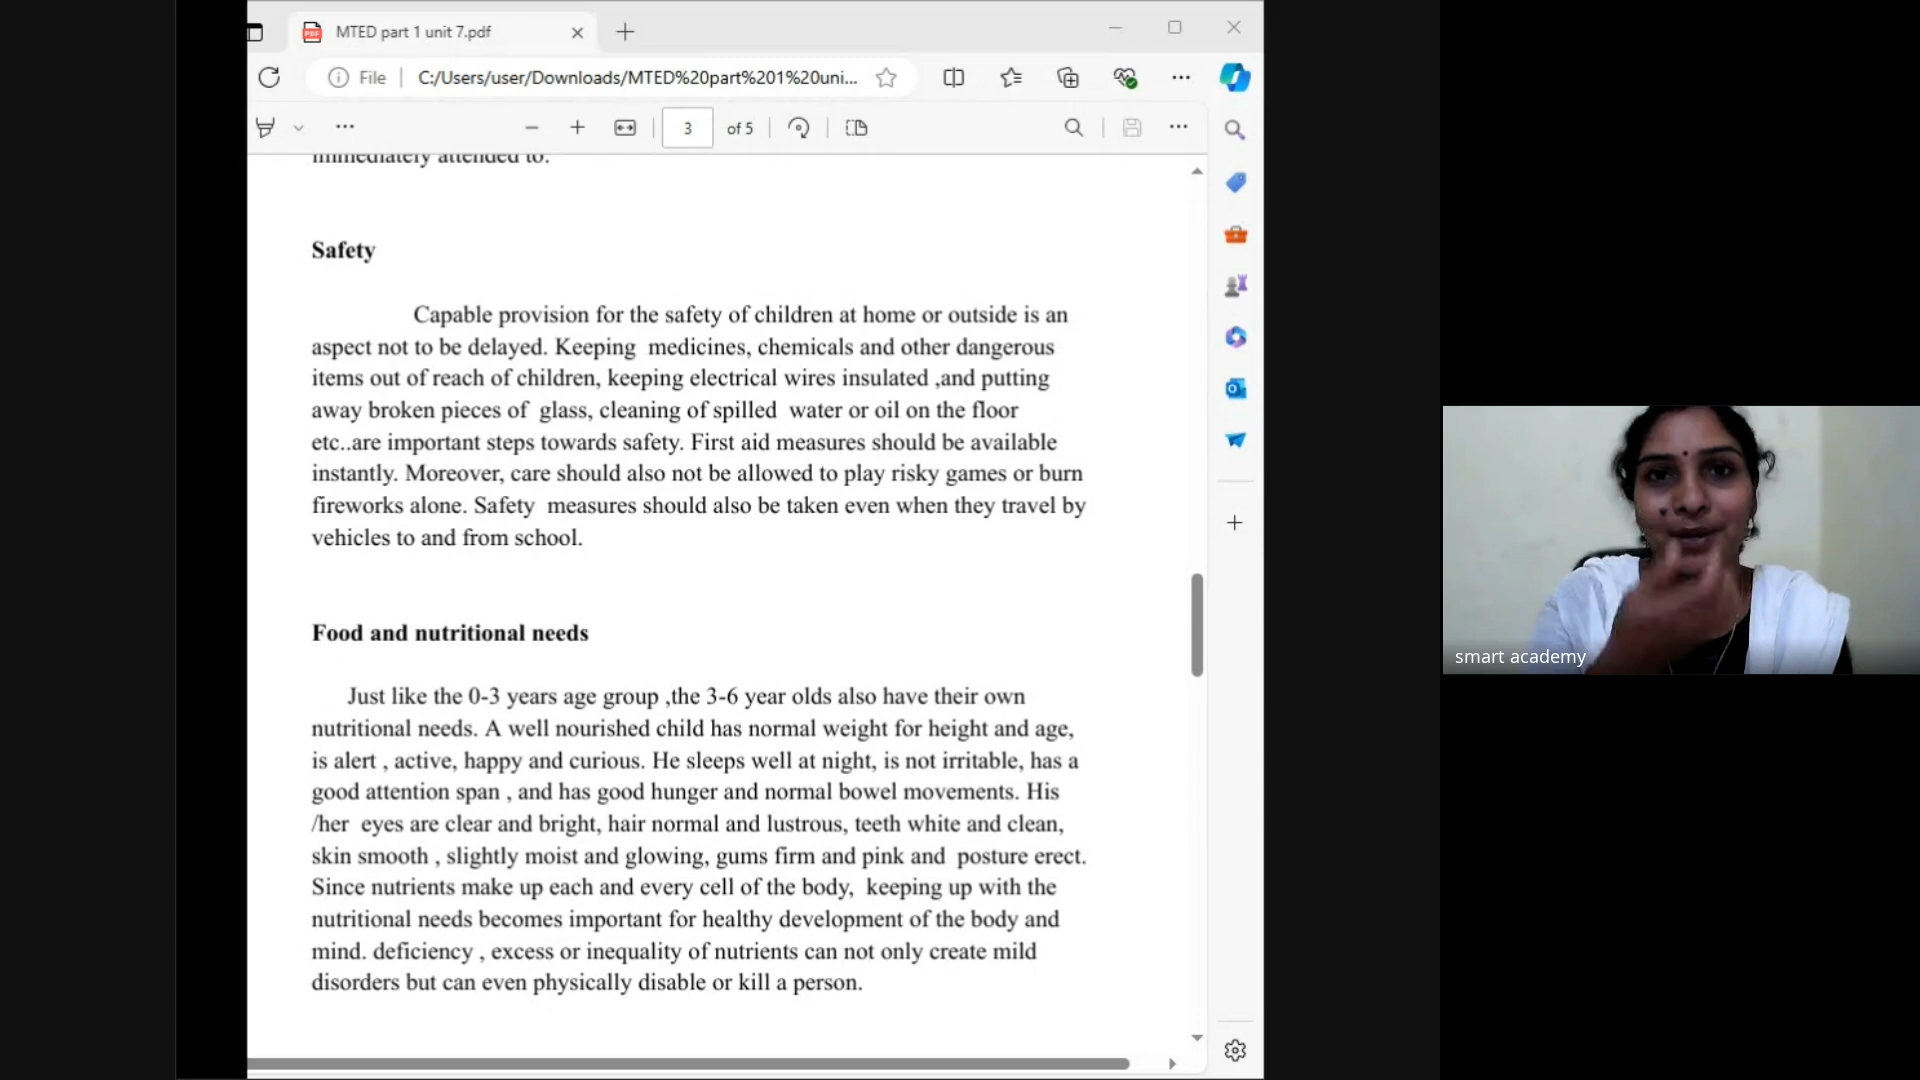 MTED part 1 unit 7.pdf
File
C:/Users/user/Downloads/MTED%20part%201%20uni...
3 of 5
immediately attended to.
Safety
Capable provision for the safety of children at home or outside is an
aspect not to be delayed. Keeping medicines, chemicals and other dangerous
items out of reach of children, keeping electrical wires insulated ,and putting
away broken pieces of glass, cleaning of spilled water or oil on the floor
etc..are important steps towards safety. First aid measures should be available
instantly. Moreover, care should also not be allowed to play risky games or burn
fireworks alone. Safety measures should also be taken even when they travel by
vehicles to and from school.
Food and nutritional needs
Just like the 0-3 years age group ,the 3-6 year olds also have their own
nutritional needs. A well nourished child has normal weight for height and age,
is alert , active, happy and curious. He sleeps well at night, is not irritable, has a
good attention span , and has good hunger and normal bowel movements. His
/her eyes are clear and bright, hair normal and lustrous, teeth white and clean,
skin smooth , slightly moist and glowing, gums firm and pink and posture erect.
Since nutrients make up each and every cell of the body, keeping up with the
nutritional needs becomes important for healthy development of the body and
mind. deficiency , excess or inequality of nutrients can not only create mild
disorders but can even physically disable or kill a person.
smart academy